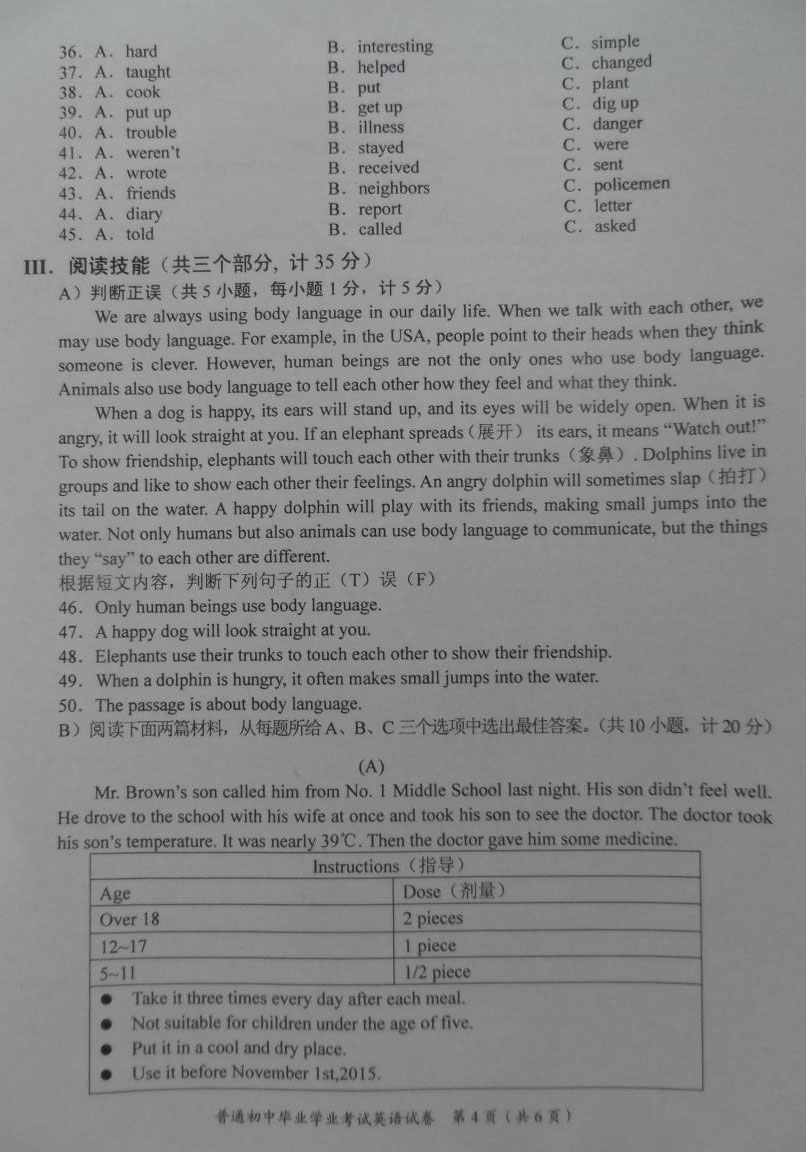 36. A. hard B. interesting C. simple
37. A. taught B. helped C. changed
38. A. cook B. put C. plant
39. A. put up B. get up C. dig up
40. A. trouble B. illness C. danger
41. A. weren't B. stayed C. were
42. A. wrote B. received C. sent
43. A. friends B. neighbors C. policemen
44. A. diary B. report C. letter
45. A. told B. called C. asked
III. 阅读技能（共三个部分, 计 35 分）
A）判断正误（共 5 小题，每小题 1 分，计 5 分）
We are always using body language in our daily life. When we talk with each other, we
may use body language. For example, in the USA, people point to their heads when they think
someone is clever. However, human beings are not the only ones who use body language.
Animals also use body language to tell each other how they feel and what they think.
When a dog is happy, its ears will stand up, and its eyes will be widely open. When it is
angry, it will look straight at you. If an elephant spreads（展开） its ears, it means “Watch out!”
To show friendship, elephants will touch each other with their trunks（象鼻）. Dolphins live in
groups and like to show each other their feelings. An angry dolphin will sometimes slap（拍打）
its tail on the water. A happy dolphin will play with its friends, making small jumps into the
water. Not only humans but also animals can use body language to communicate, but the things
they “say” to each other are different.
根据短文内容，判断下列句子的正（T）误（F）
46. Only human beings use body language.
47. A happy dog will look straight at you.
48. Elephants use their trunks to touch each other to show their friendship.
49. When a dolphin is hungry, it often makes small jumps into the water.
50. The passage is about body language.
B）阅读下面两篇材料，从每题所给 A、B、C 三个选项中选出最佳答案。（共 10 小题，计 20 分）
(A)
Mr. Brown's son called him from No. 1 Middle School last night. His son didn't feel well.
He drove to the school with his wife at once and took his son to see the doctor. The doctor took
his son's temperature. It was nearly 39℃. Then the doctor gave him some medicine.
Instructions（指导）
Age Dose（剂量）
Over 18 2 pieces
12~17 1 piece
5~11 1/2 piece
● Take it three times every day after each meal.
● Not suitable for children under the age of five.
● Put it in a cool and dry place.
● Use it before November 1st,2015.
普通初中毕业学业考试英语试卷 第 4 页（共 6 页）